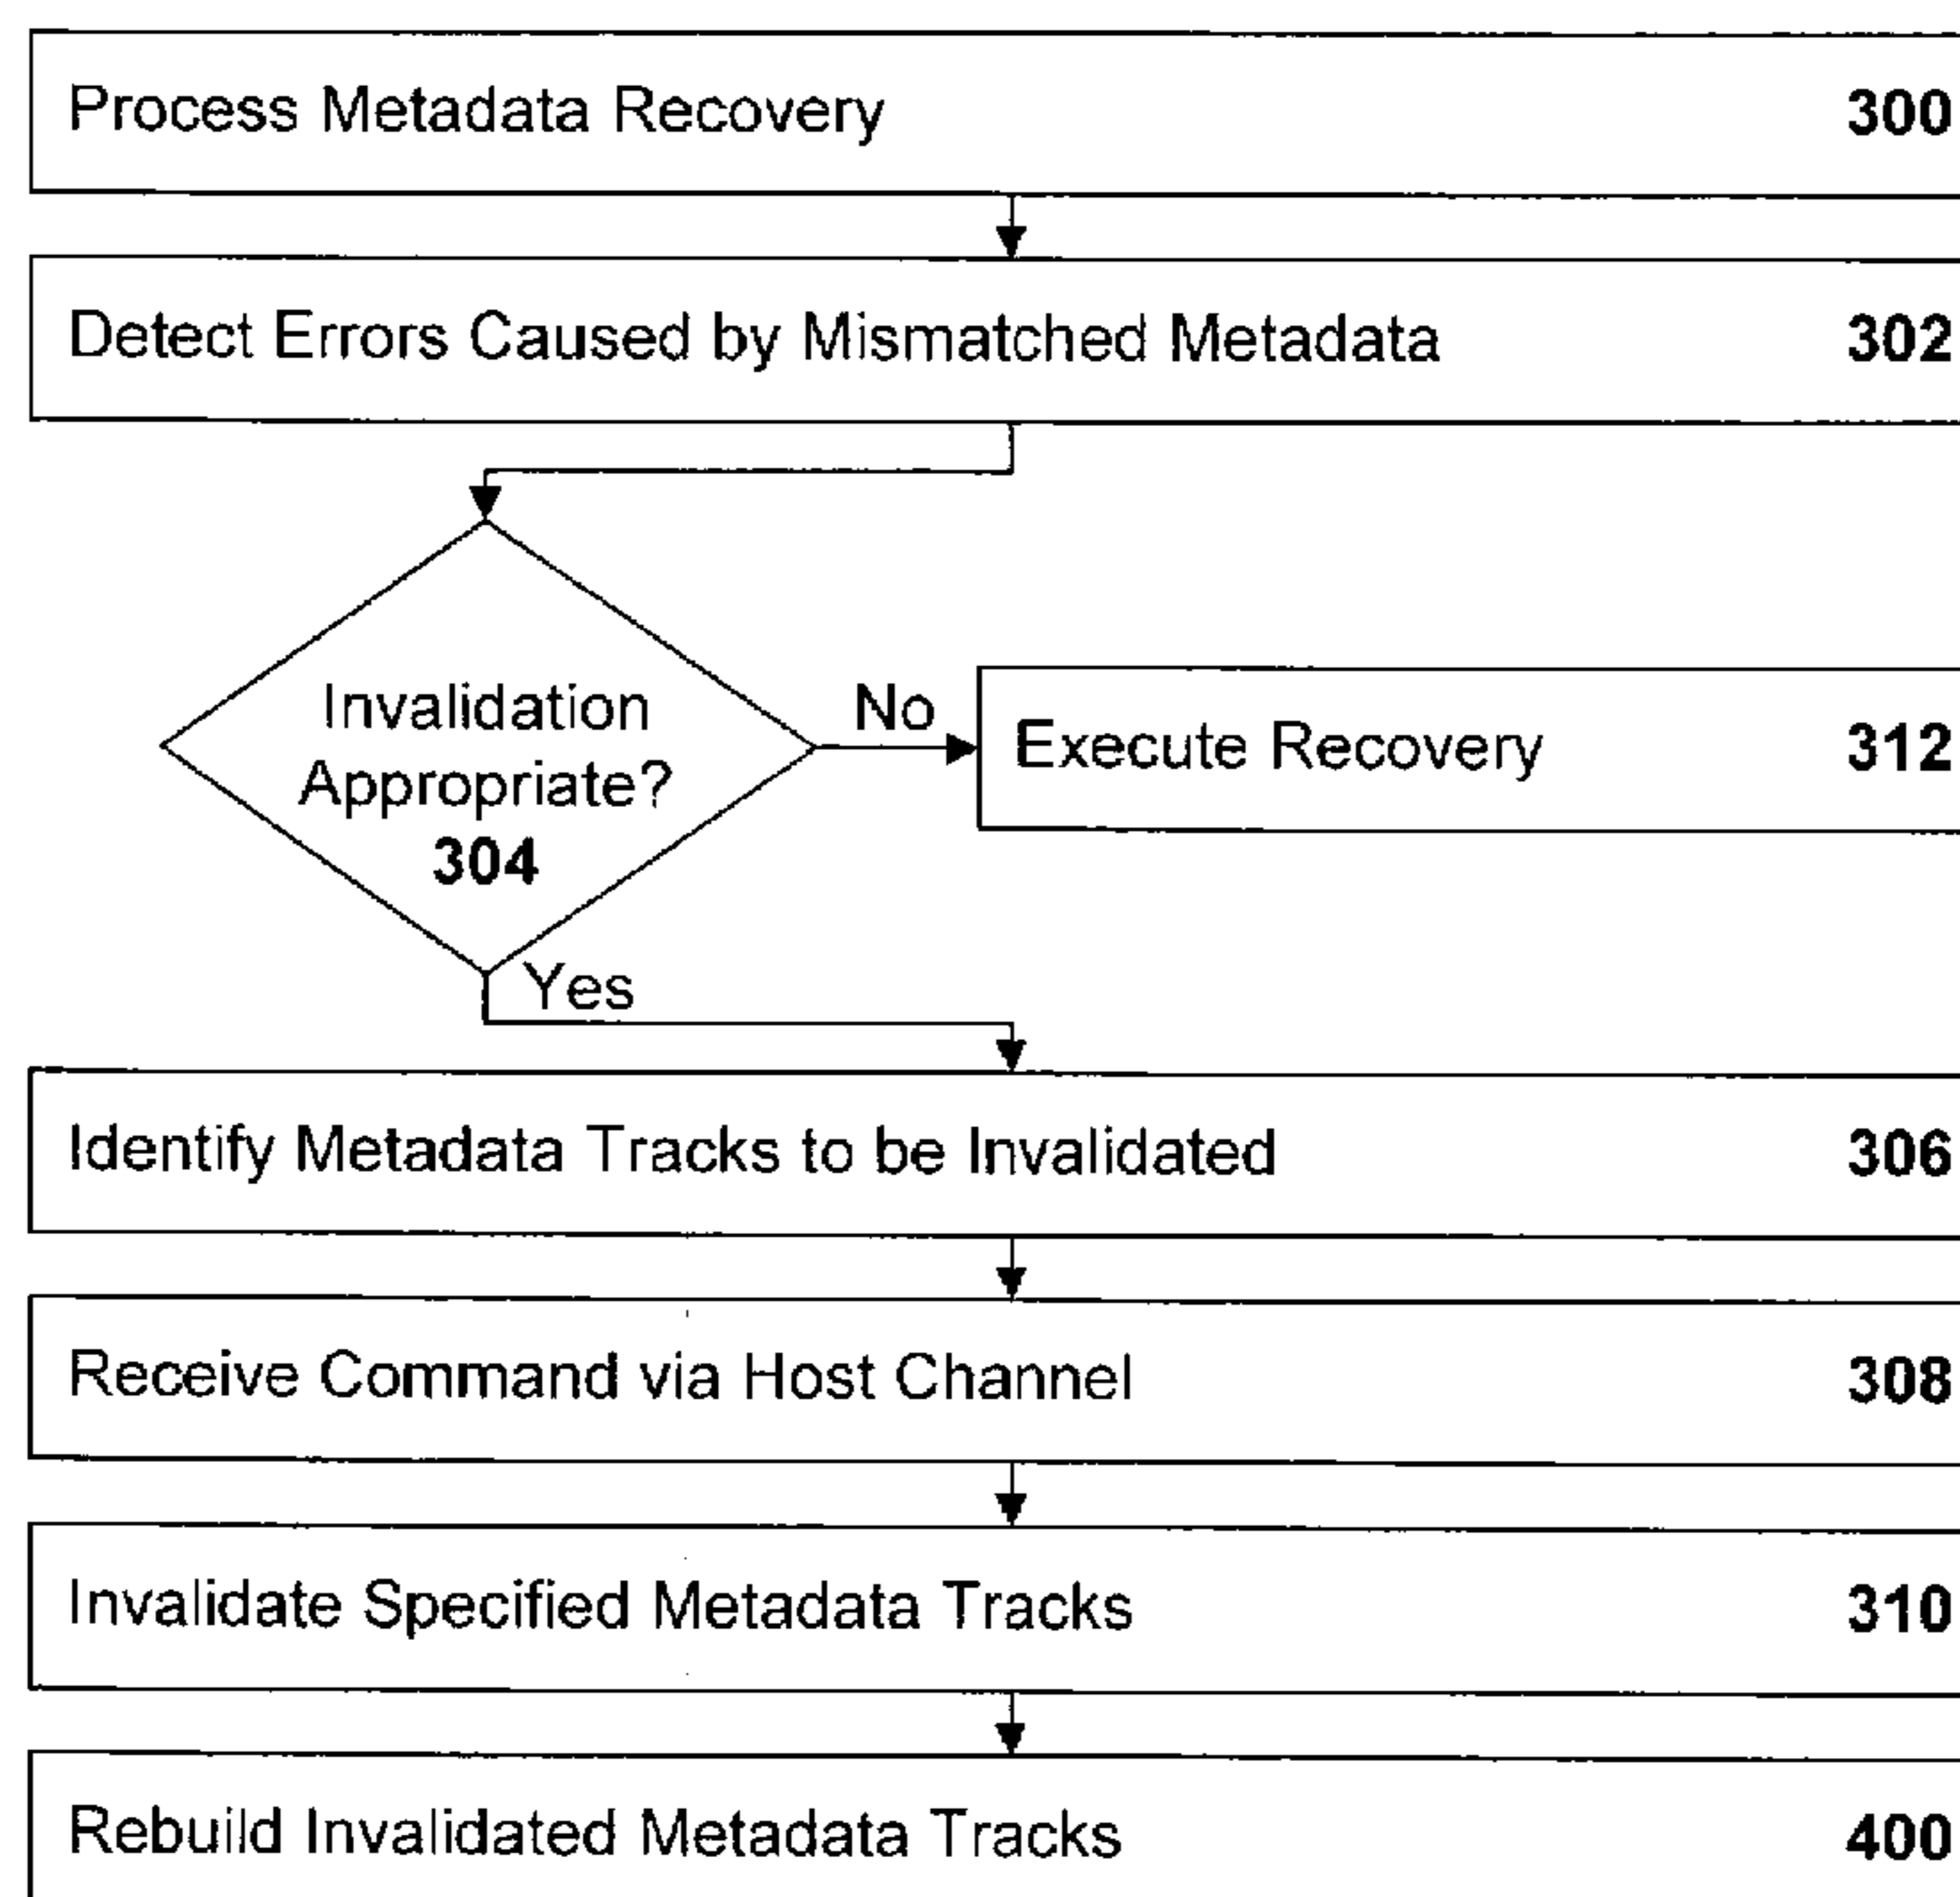 Process Metadata Recovery 300
Detect Errors Caused by Mismatched Metadata 302
Invalidation
Appropriate?
304
No
Execute Recovery 312
Yes
Identify Metadata Tracks to be Invalidated 306
Receive Command via Host Channel 308
Invalidate Specified Metadata Tracks 310
Rebuild Invalidated Metadata Tracks 400